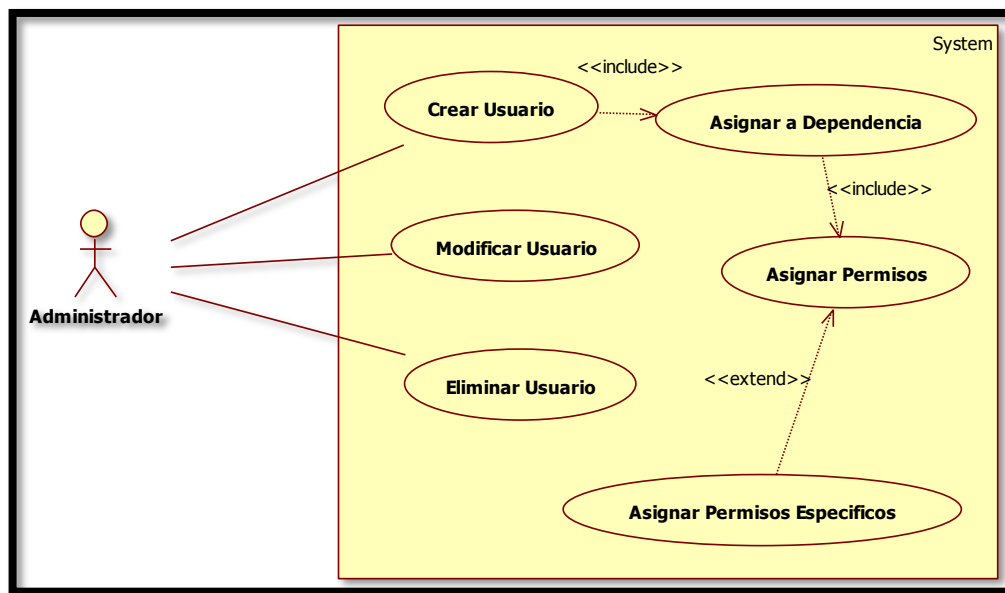 System
<<include>>
Crear Usuario
Asignar a Dependencia
<<include>>
Modificar Usuario
Asignar Permisos
Administrador
Eliminar Usuario
<<extend>>
Asignar Permisos Especificos